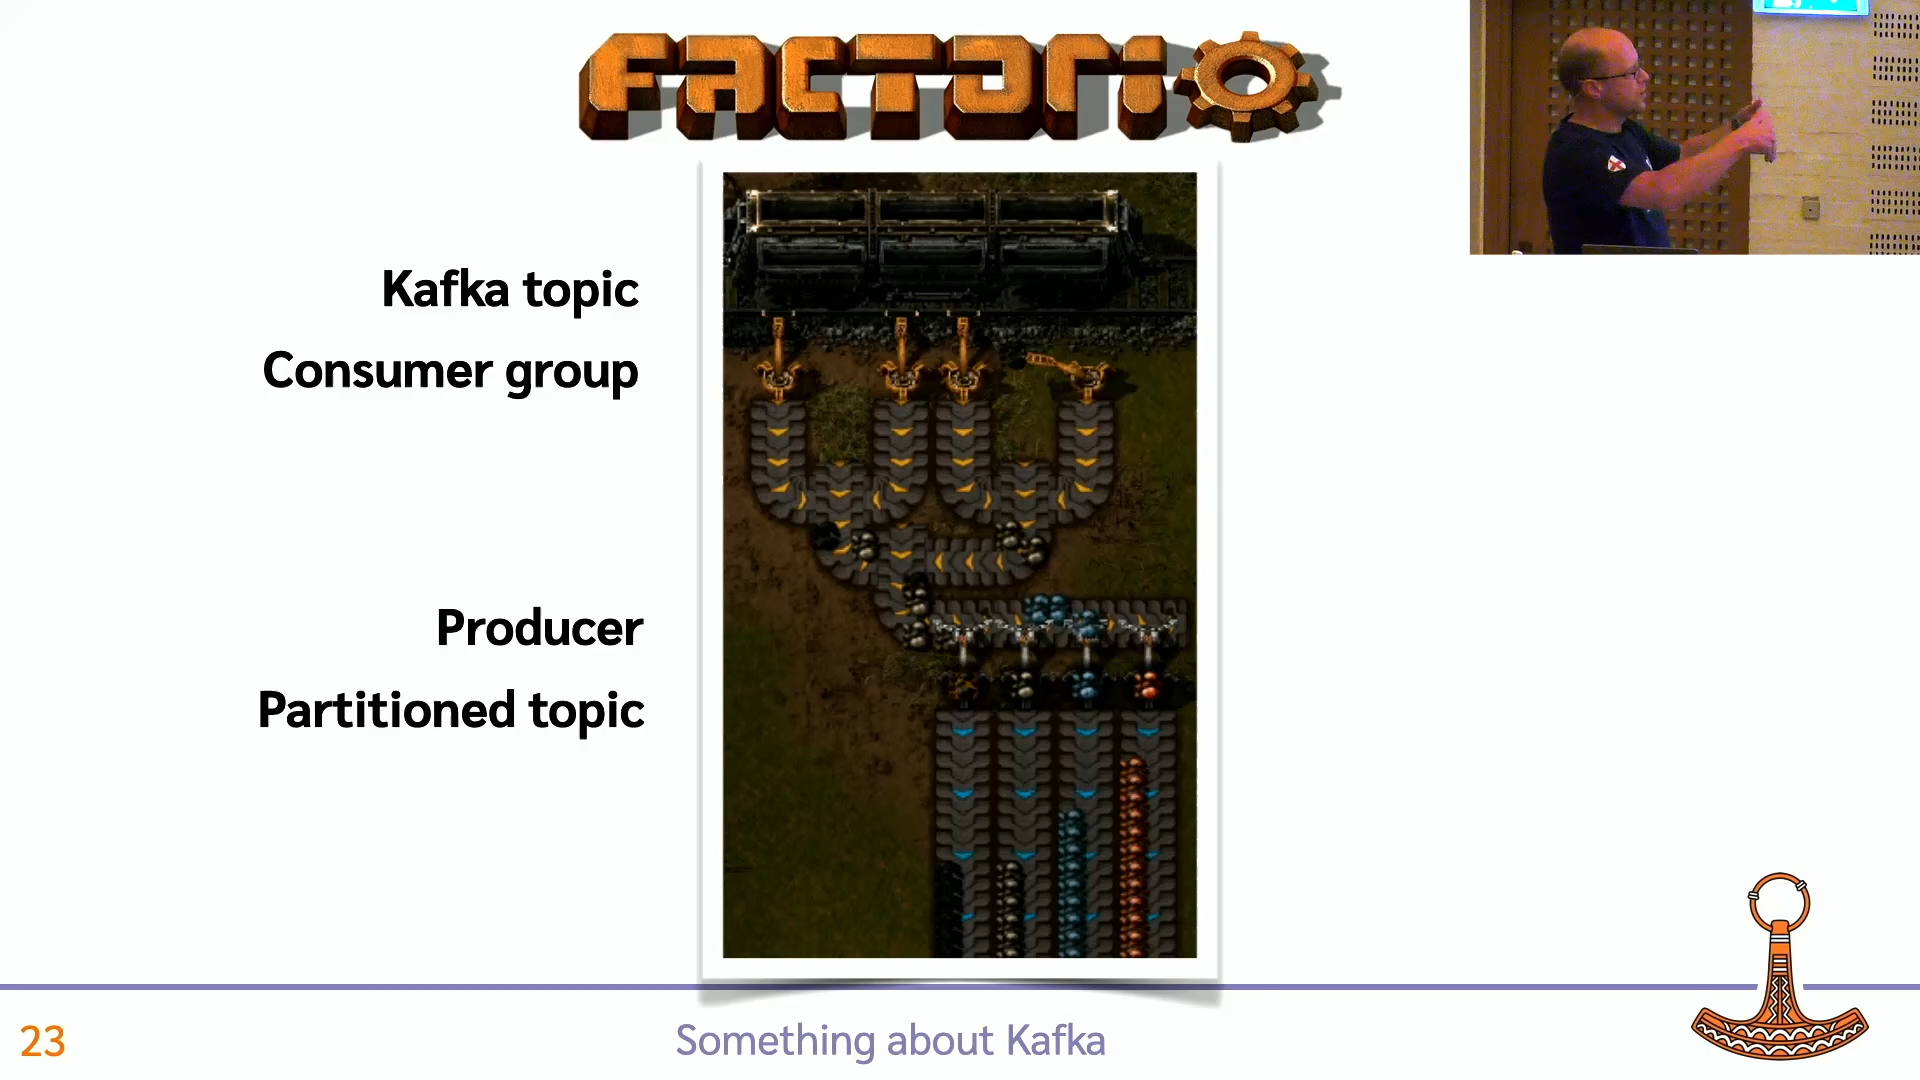 FACTORIO
Kafka topic
Consumer group
Producer
Partitioned topic
23
Something about Kafka